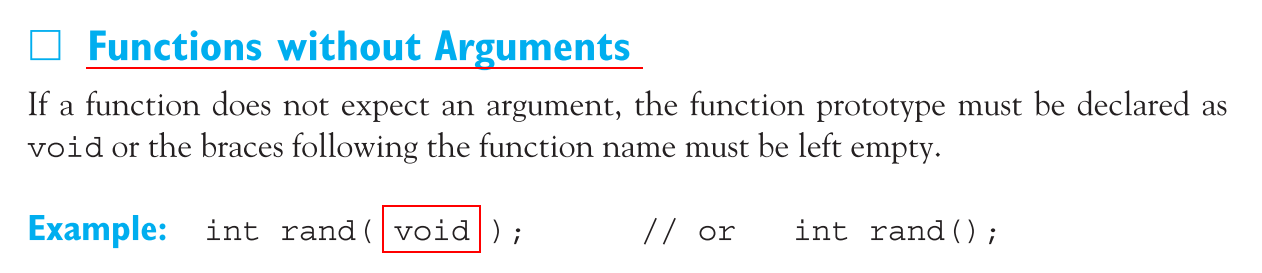 Functions without Arguments
If a function does not expect an argument, the function prototype must be declared as
void or the braces following the function name must be left empty.
Example: int rand( void ); // or int rand();